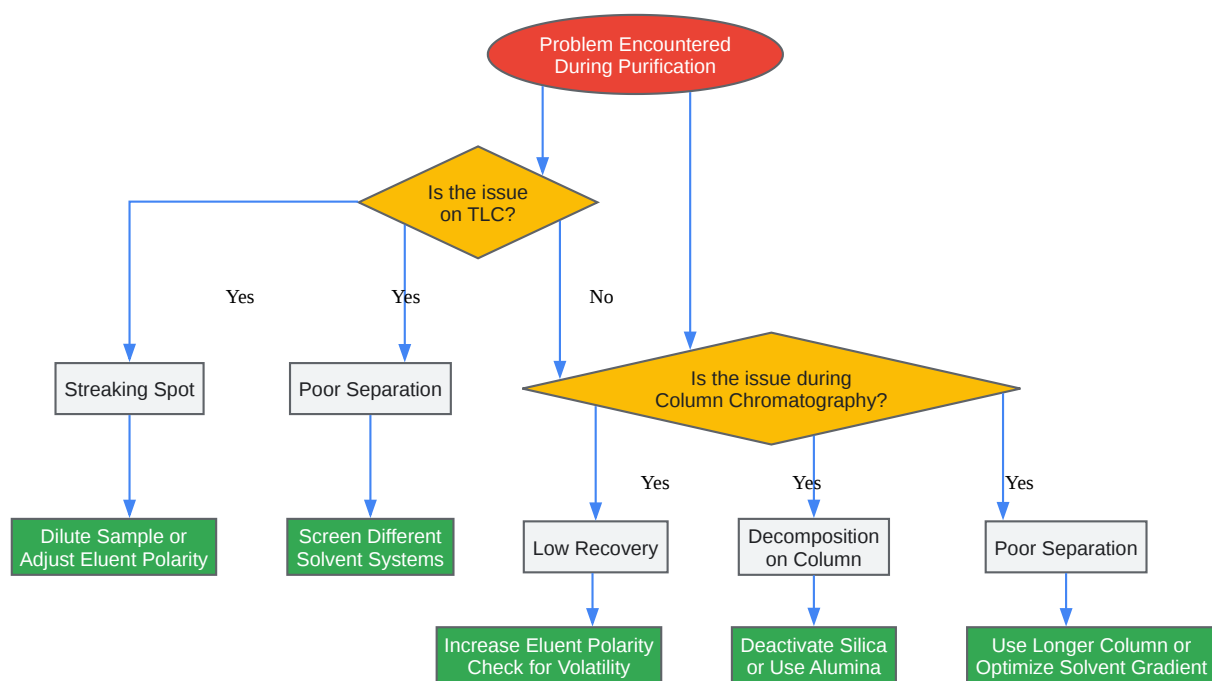 Problem Encountered
During Purification
Is the issue
on TLC?
Yes
Yes
No
Streaking Spot
Poor Separation
Is the issue during
Column Chromatography?
Yes
Yes
Yes
Dilute Sample or
Adjust Eluent Polarity
Screen Different
Solvent Systems
Low Recovery
Decomposition
on Column
Poor Separation
Increase Eluent Polarity
Check for Volatility
Deactivate Silica
or Use Alumina
Use Longer Column or
Optimize Solvent Gradient